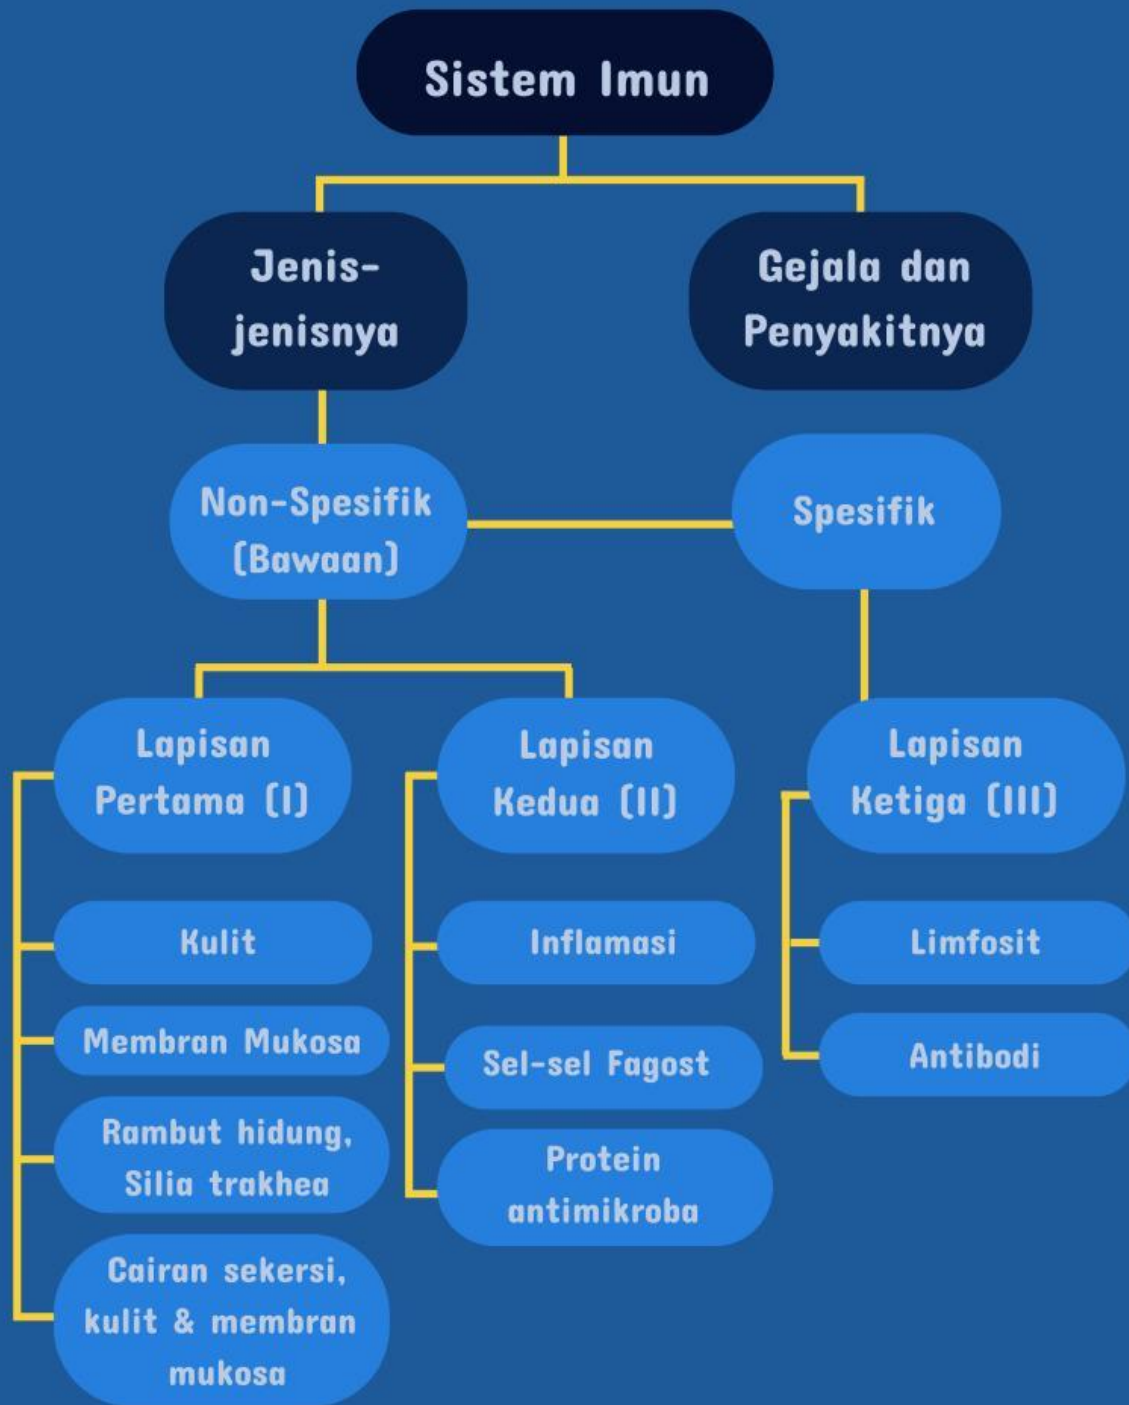 Sistem Imun
Jenis-
jenisnya
Gejala dan
Penyakitnya
Non-Spesifik
(Bawaan)
Spesifik
Lapisan
Pertama (I)
Lapisan
Kedua (II)
Lapisan
Ketiga (III)
Kulit
Membran Mukosa
Rambut hidung,
Silia trakhea
Cairan sekersi,
kulit & membran
mukosa
Inflamasi
Sel-sel Fagost
Protein
antimikroba
Limfosit
Antibodi